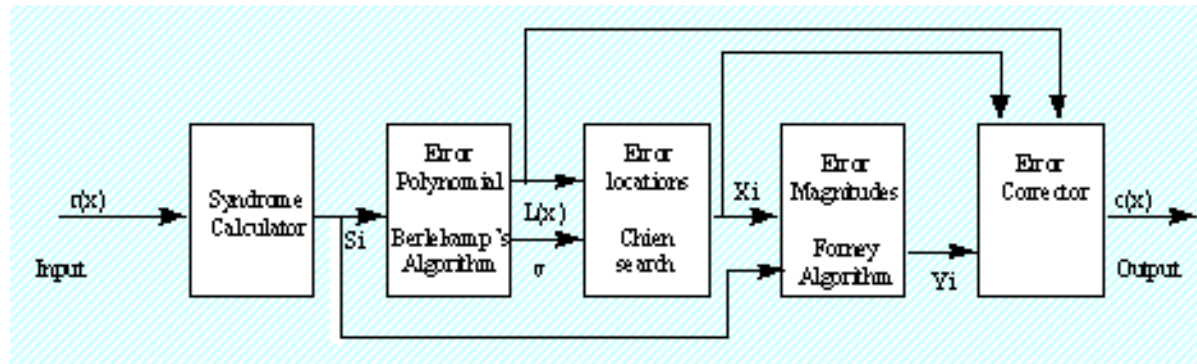 r(x)
Input
Syndrome
Calculator
Si
Error
Polynomial
Berlekamp's
Algorithm
L(x)
σ
Error
locations
Chien
search
Xi
Error
Magnitudes
Forney
Algorithm
Yi
Error
Corrector
c(x)
Output